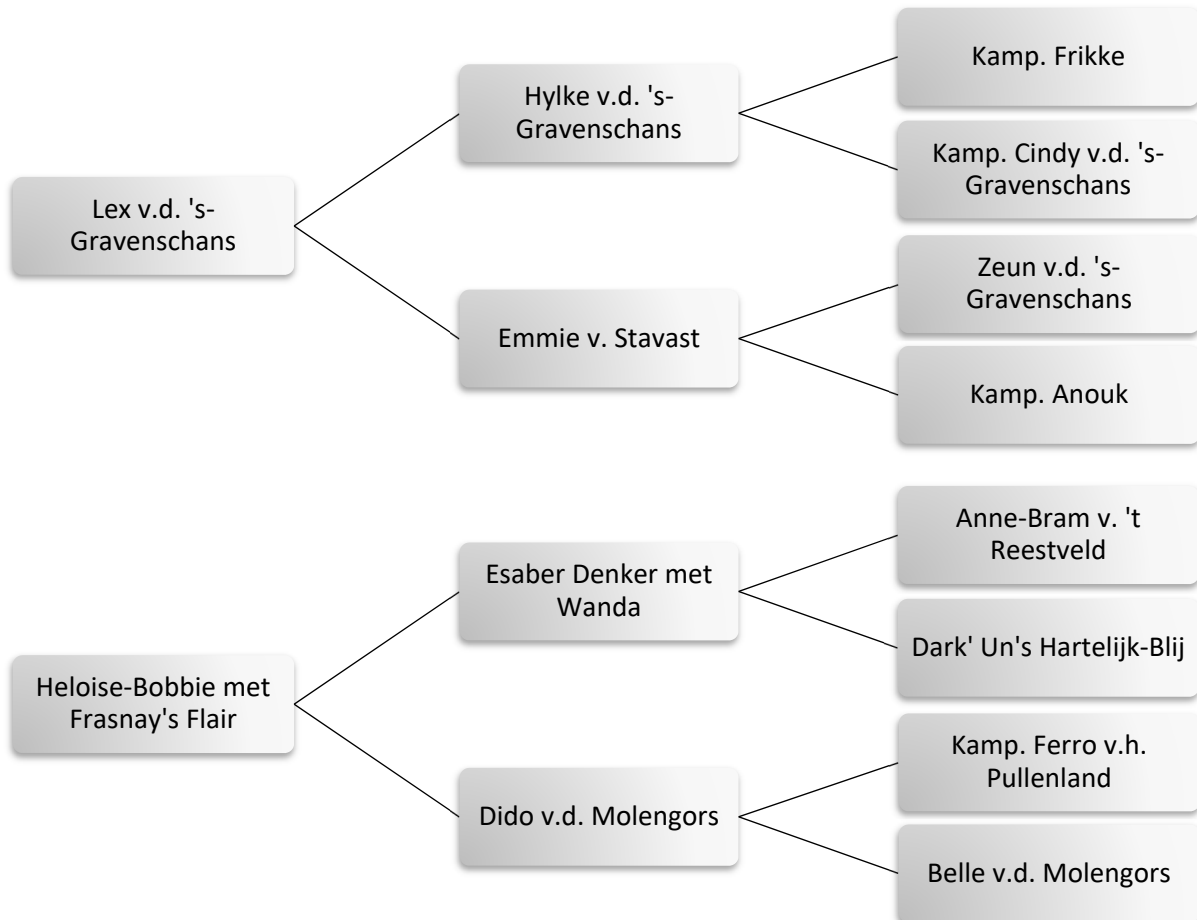 Kamp. Frikke
Hylke v.d. 's-
Gravenschans
Kamp. Cindy v.d. 's-
Gravenschans
Lex v.d. 's-
Gravenschans
Zeun v.d. 's-
Gravenschans
Emmie v. Stavast
Kamp. Anouk
Anne-Bram v. 't
Reestveld
Esaber Denker met
Wanda
Dark' Un's Hartelijk-Blij
Heloise-Bobbie met
Frasnay's Flair
Kamp. Ferro v.h.
Pullenland
Dido v.d. Molengors
Belle v.d. Molengors